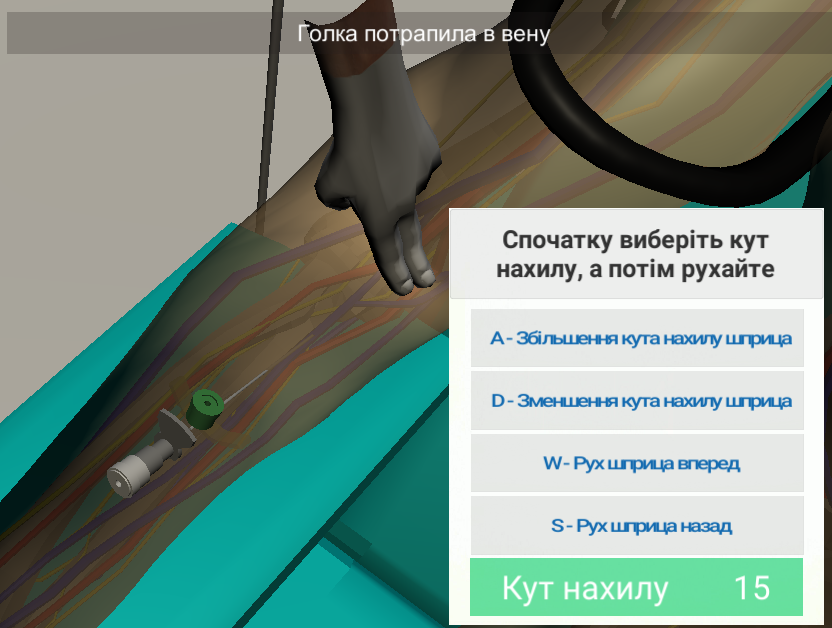 Голка потрапила в вену
Спочатку виберіть кут
нахилу, а потім рухайте
A - Збільшення кута нахилу шприца
D - Зменшення кута нахилу шприца
W - Рух шприца вперед
S - Рух шприца назад
Кут нахилу 15